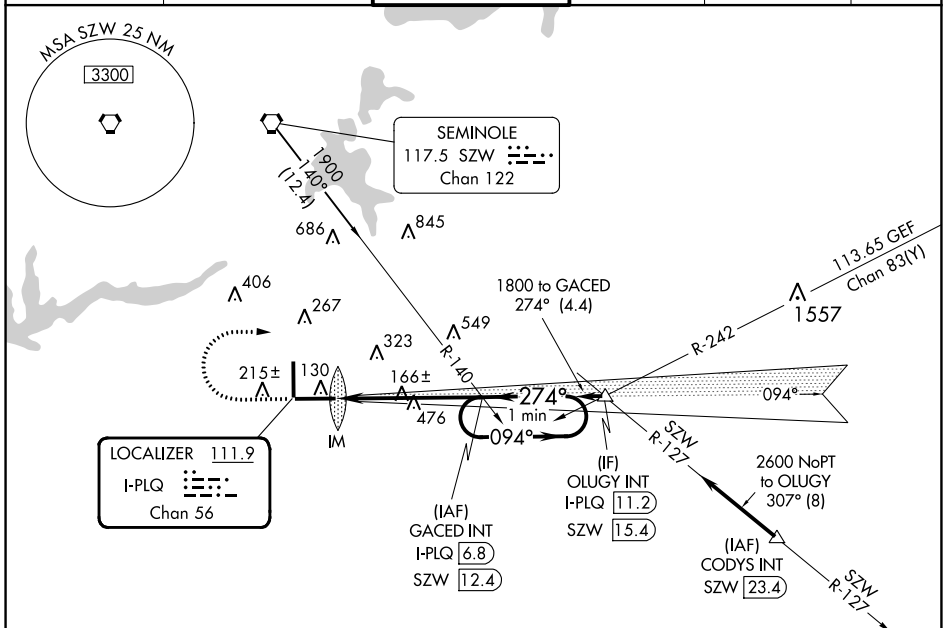 MSA SZW 25 NM
3300
SEMINOLE
117.5 SZW
Chan 122
1900
140°
(12.4)
686
845
113.65 GEF
Chan 83(Y)
406
1800 to GACED
274° (4.4)
1557
267
549
R-242
323
R-140
215±
130
166±
274°
094°
476
1 min
IM
094°
SZW
R-127
LOCALIZER 111.9
I-PLQ
Chan 56
(IF)
OLUGY INT
I-PLQ 11.2
SZW 15.4
2600 NoPT
to OLUGY
307° (8)
(IAF)
GACED INT
I-PLQ 6.8
SZW 12.4
(IAF)
CODYS INT
SZW 23.4
SZW
R-127